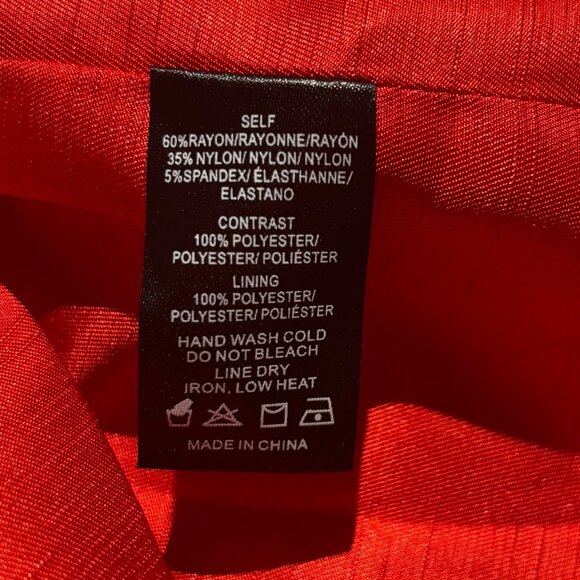 SELF
60%RAYON/RAYONNE/RAYÓN
35% NYLON/ NYLON/ NYLON
5%SPANDEX/ ÉLASTHANNE/
ELASTANO
CONTRAST
100% POLYESTER/
POLYESTER/ POLIÉSTER
LINING
100% POLYESTER/
POLYESTER/ POLIÉSTER
HAND WASH COLD
DO NOT BLEACH
LINE DRY
IRON, LOW HEAT
MADE IN CHINA